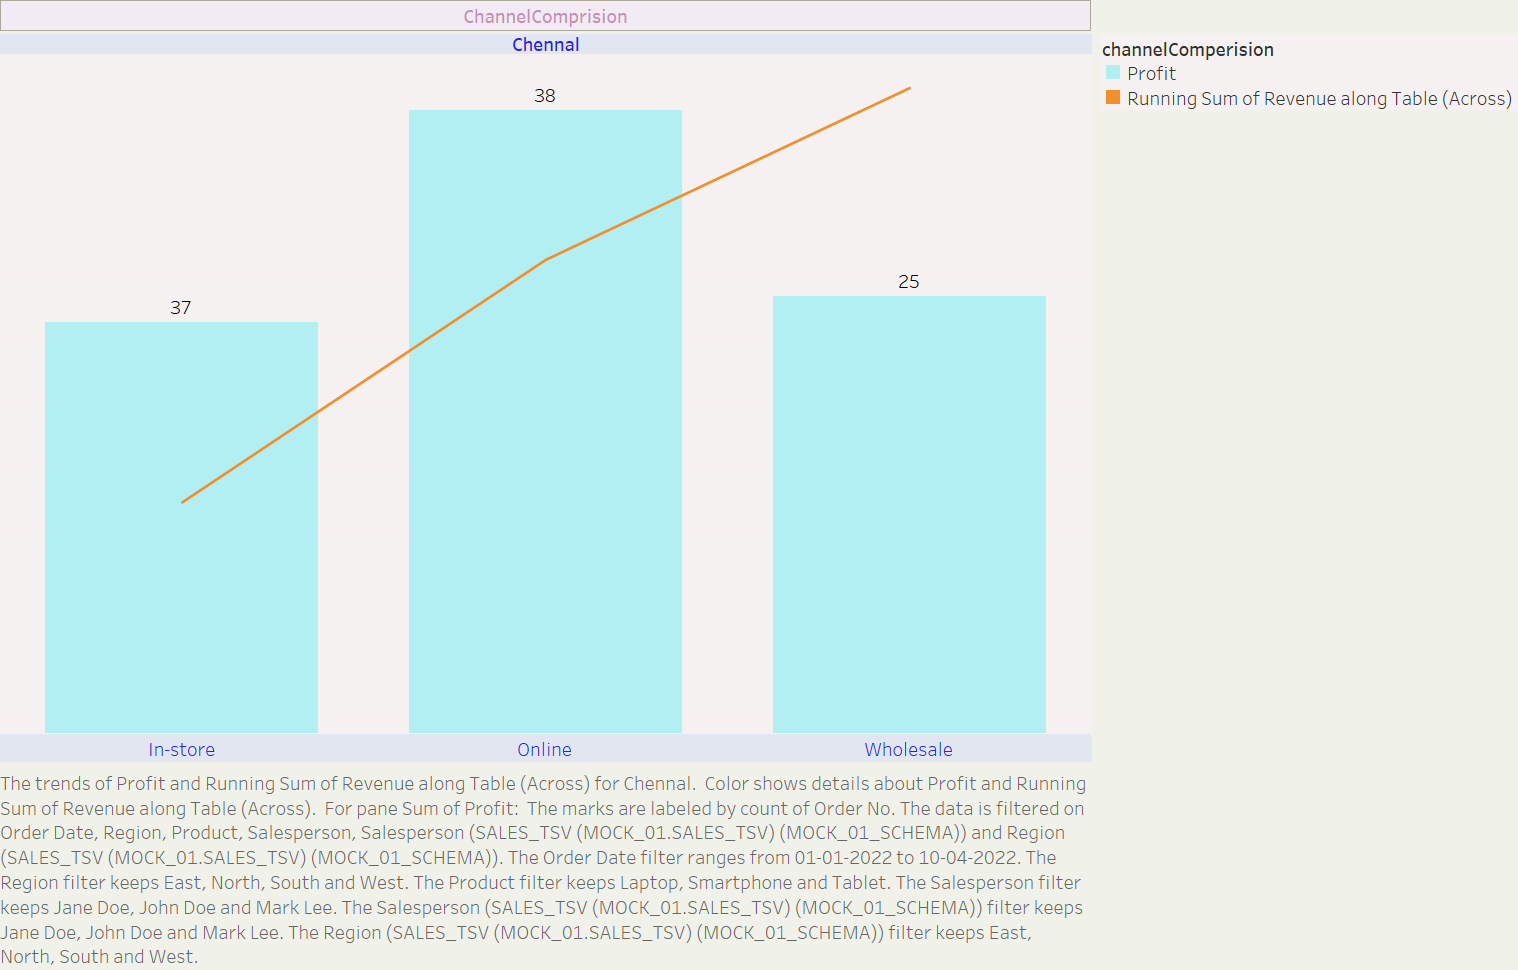 ChannelComprision
Chennal
channelComperision
Profit
Running Sum of Revenue along Table (Across)
38
37
25
In-store
Online
Wholesale
The trends of Profit and Running Sum of Revenue along Table (Across) for Chennal.  Color shows details about Profit and Running
Sum of Revenue along Table (Across).  For pane Sum of Profit:  The marks are labeled by count of Order No. The data is filtered on
Order Date, Region, Product, Salesperson, Salesperson (SALES_TSV (MOCK_01.SALES_TSV) (MOCK_01_SCHEMA)) and Region
(SALES_TSV (MOCK_01.SALES_TSV) (MOCK_01_SCHEMA)). The Order Date filter ranges from 01-01-2022 to 10-04-2022. The
Region filter keeps East, North, South and West. The Product filter keeps Laptop, Smartphone and Tablet. The Salesperson filter
keeps Jane Doe, John Doe and Mark Lee. The Salesperson (SALES_TSV (MOCK_01.SALES_TSV) (MOCK_01_SCHEMA)) filter keeps
Jane Doe, John Doe and Mark Lee. The Region (SALES_TSV (MOCK_01.SALES_TSV) (MOCK_01_SCHEMA)) filter keeps East,
North, South and West.